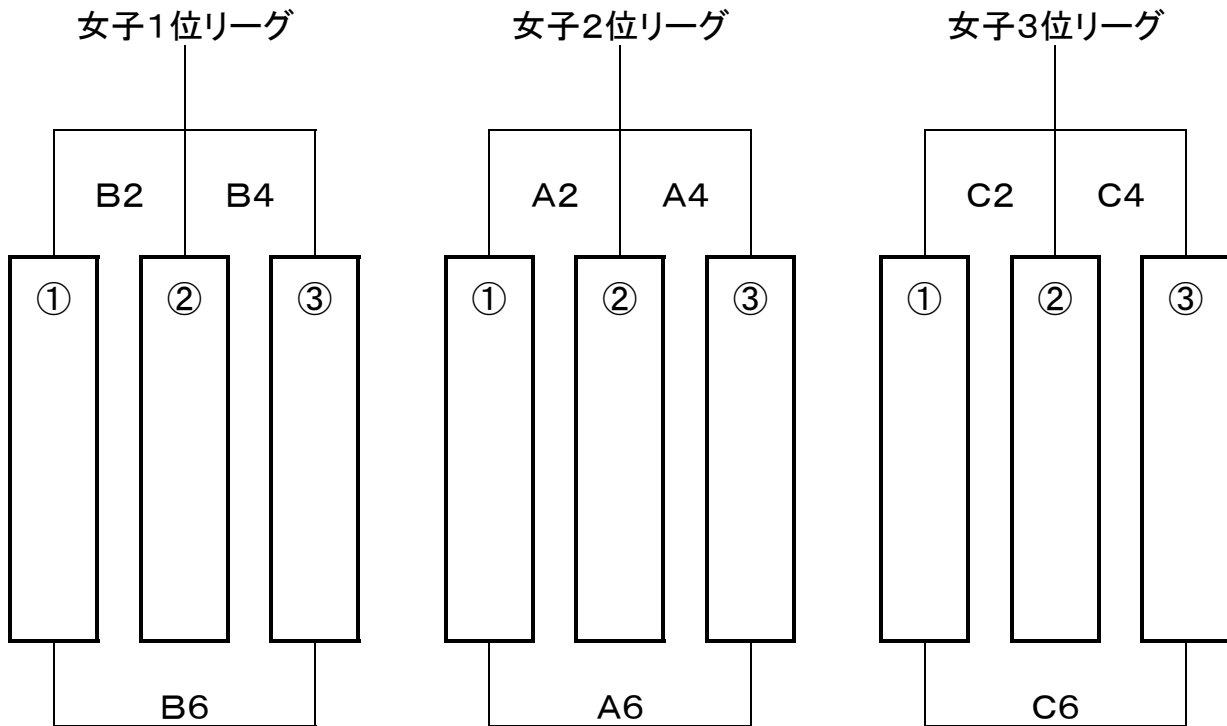 女子１位リーグ 女子２位リーグ 女子３位リーグ
Ｂ２ Ｂ４ Ａ２ Ａ４ Ｃ２ Ｃ４
① ② ③ ① ② ③ ① ② ③
Ｂ６ Ａ６ Ｃ６